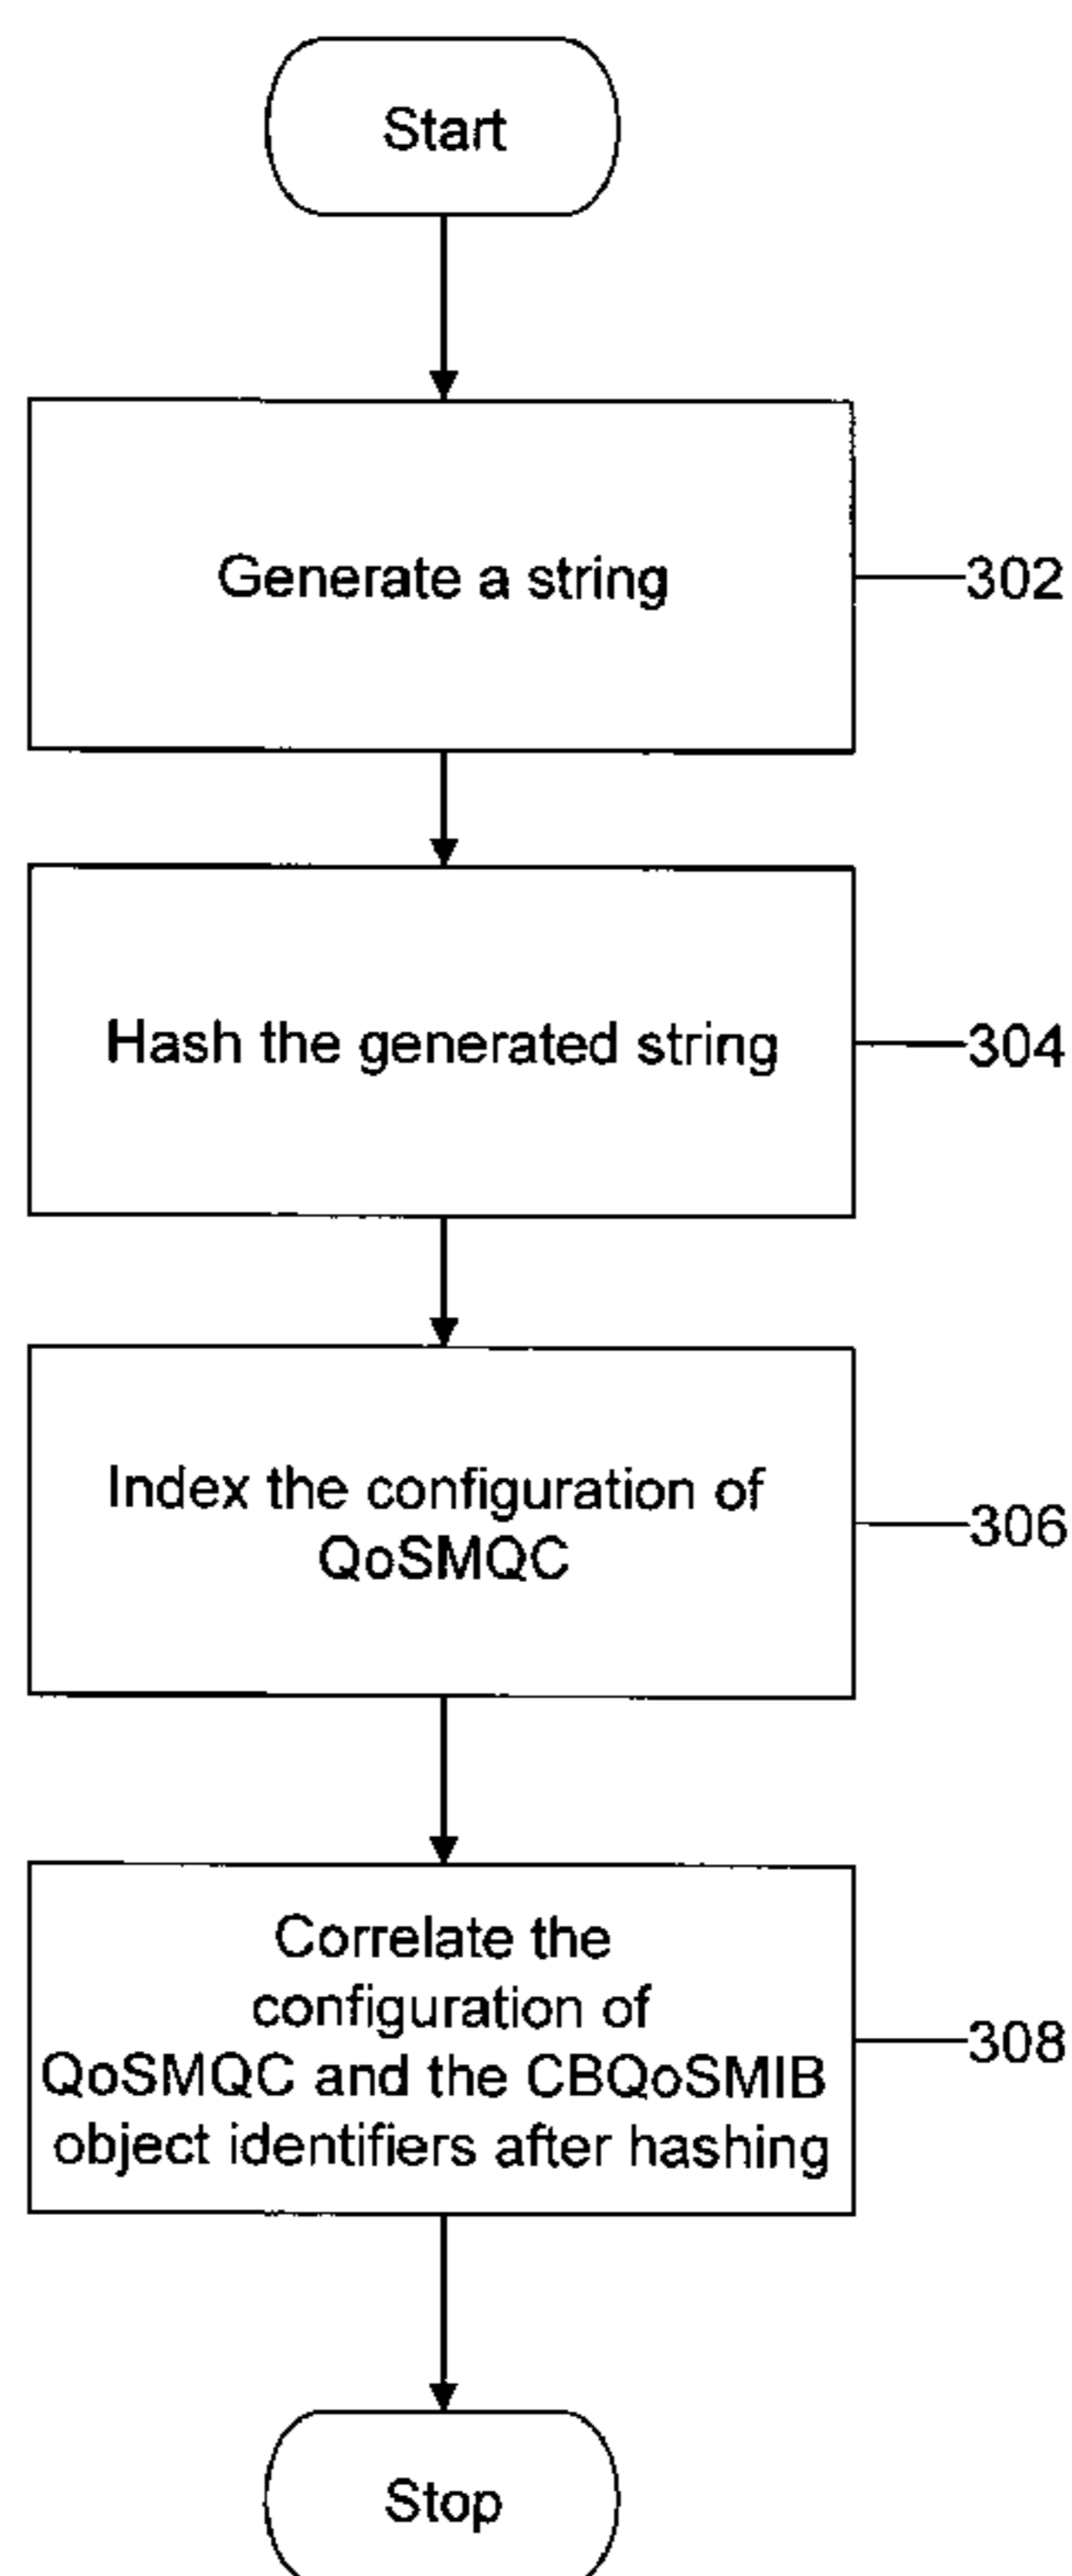 Start
Generate a string
302
Hash the generated string
304
Index the configuration of
QoSMQC
306
Correlate the
configuration of
QoSMQC and the CBQoSMIB
object identifiers after hashing
308
Stop